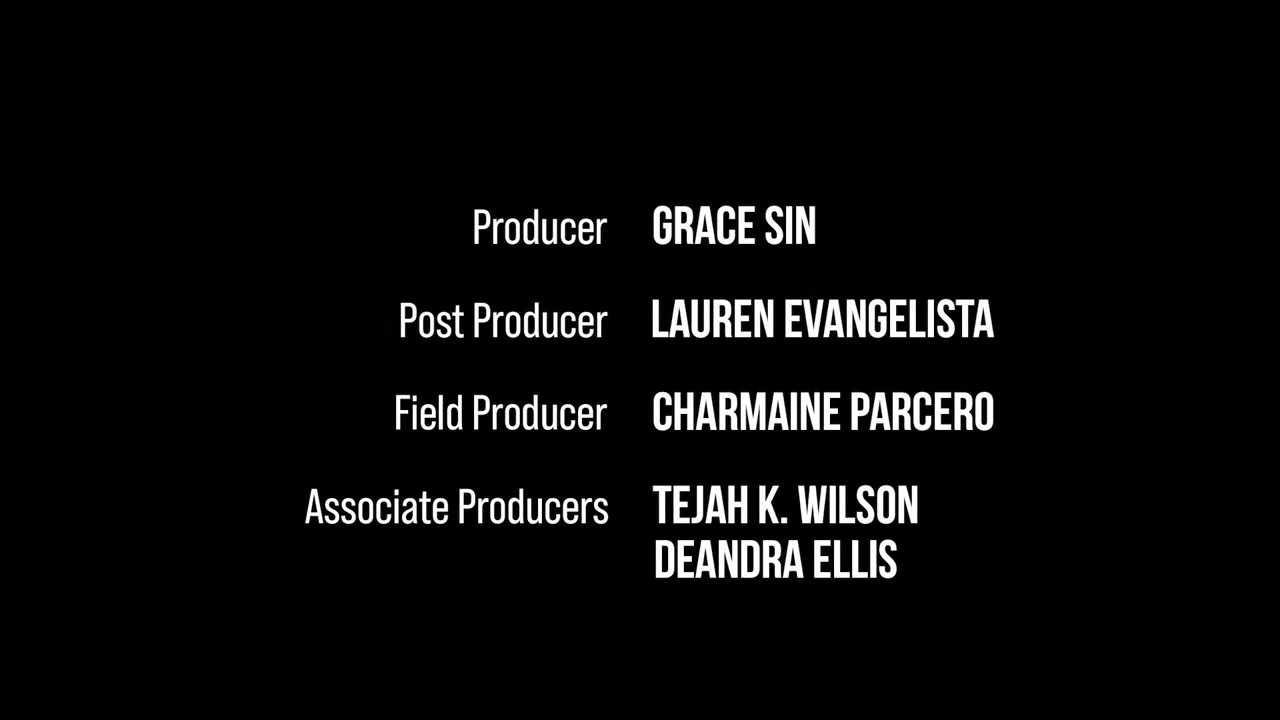 Producer GRACE SIN
Post Producer LAUREN EVANGELISTA
Field Producer CHARMAINE PARCERO
Associate Producers TEJAH K. WILSON
DEANDRA ELLIS